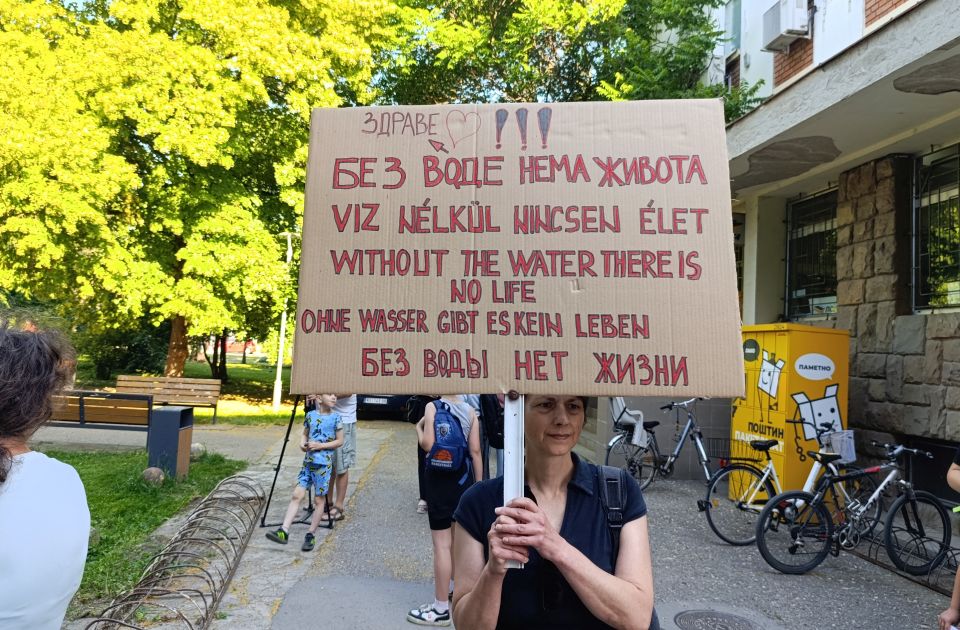 ЗДРАВЕ !!!
БЕЗ ВОДЕ НЕМА ЖИВОТА
VIZ NÉLKÜL NINCSEN ÉLET
WITHOUT THE WATER THERE IS
NO LIFE
OHNE WASSER GIBT ES KEIN LEBEN
БЕЗ ВОДЫ НЕТ ЖИЗНИ
ПАМЕТНО
ПОШТИН